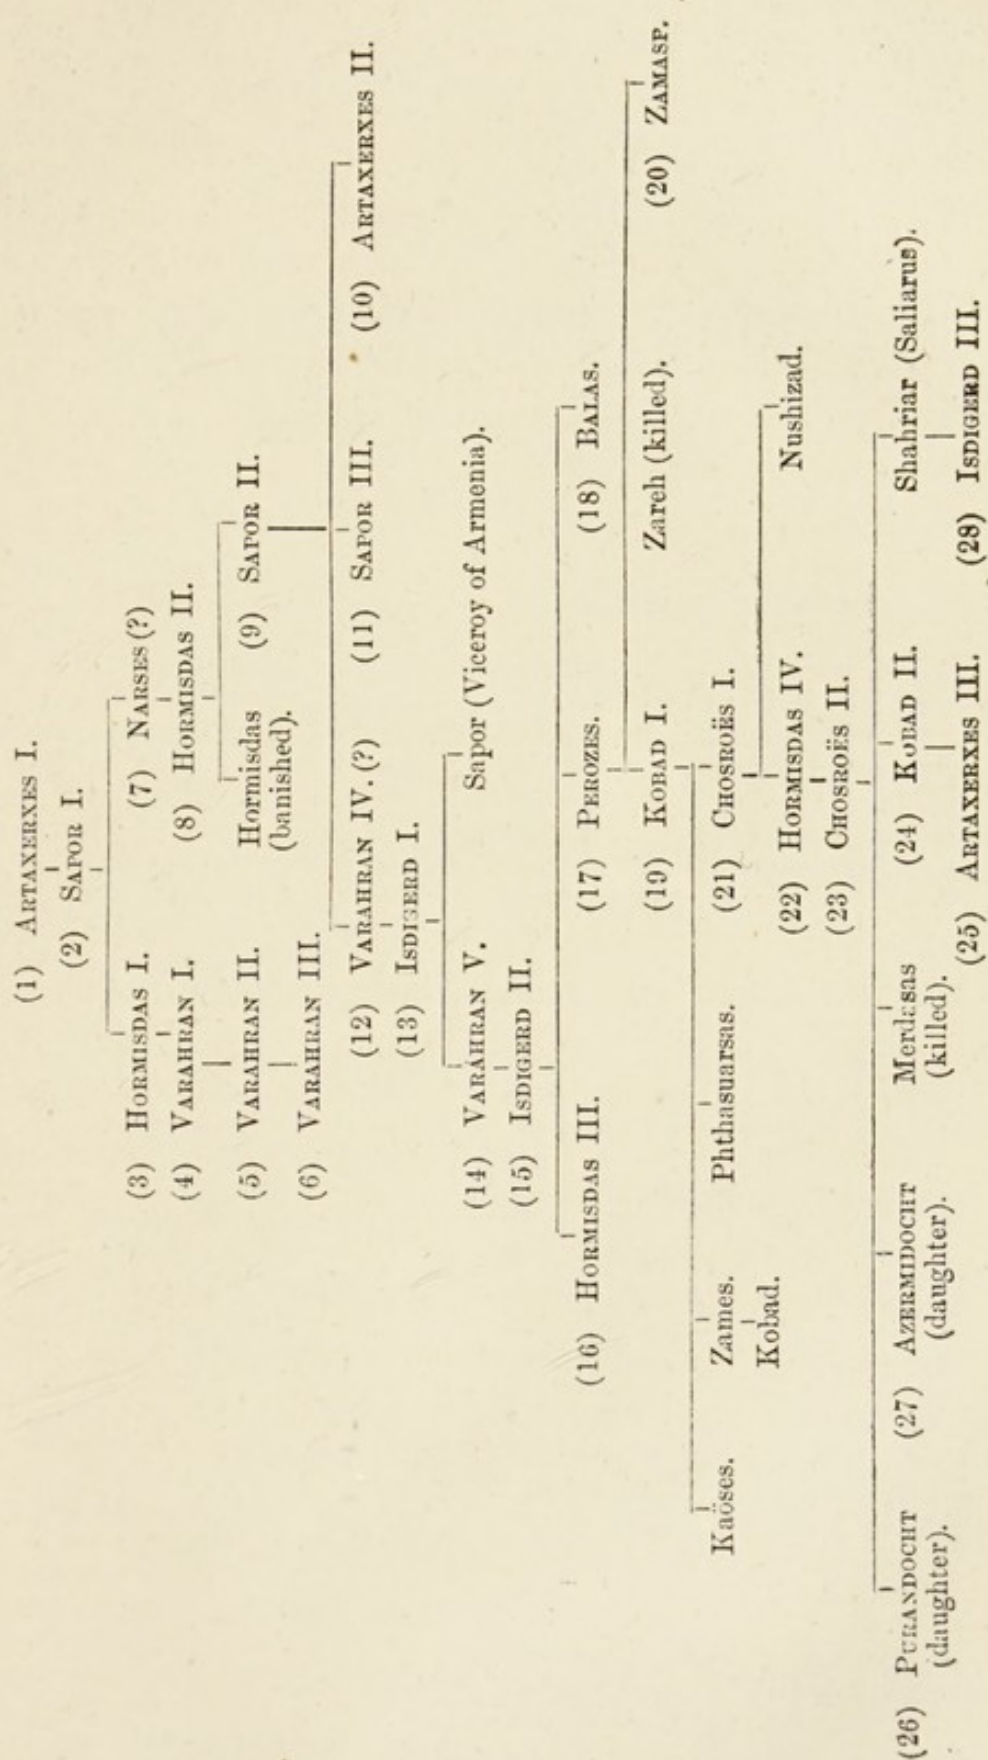 (1) ARTAXERXES I.
(2) SAPOR I.
(3) HORMISDAS I. (7) NARSES (?)
(4) VARAHRAN I. (8) HORMISDAS II.
(5) VARAHRAN II. Hormisdas (9) SAPOR II.
(banished).
(6) VARAHRAN III.
(12) VARAHRAN IV. (?) (11) SAPOR III. (10) ARTAXERXES II.
(13) ISDIGERD I.
(14) VARAHRAN V. Sapor (Viceroy of Armenia).
(15) ISDIGERD II.
(16) HORMISDAS III. (17) PEROZES. (18) BALAS.
(19) KOBAD I. Zareh (killed). (20) ZAMASP.
Kaöses. Zames. Phthasuarsas. (21) CHOSROËS I.
Kobad.
(22) HORMISDAS IV. Nushizad.
(23) CHOSROËS II.
(26) PURANDOCHT (27) AZERMIDOCHT Merdasas (24) KOBAD II. Shahriar (Saliarus).
(daughter). (daughter). (killed).
(25) ARTAXERXES III. (28) ISDIGERD III.